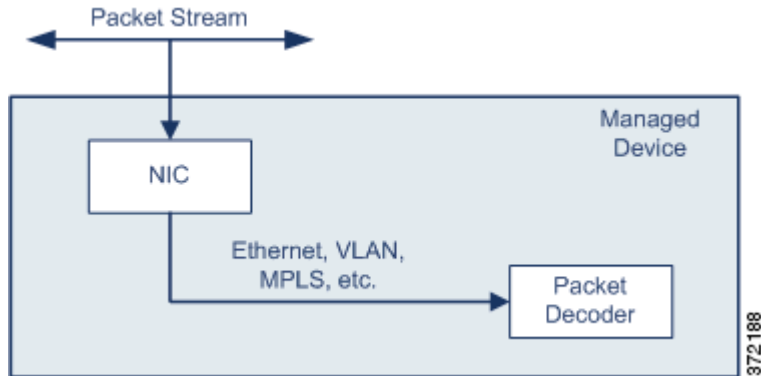 Packet Stream
Managed
Device
NIC
Ethernet, VLAN,
MPLS, etc.
Packet
Decoder
372188